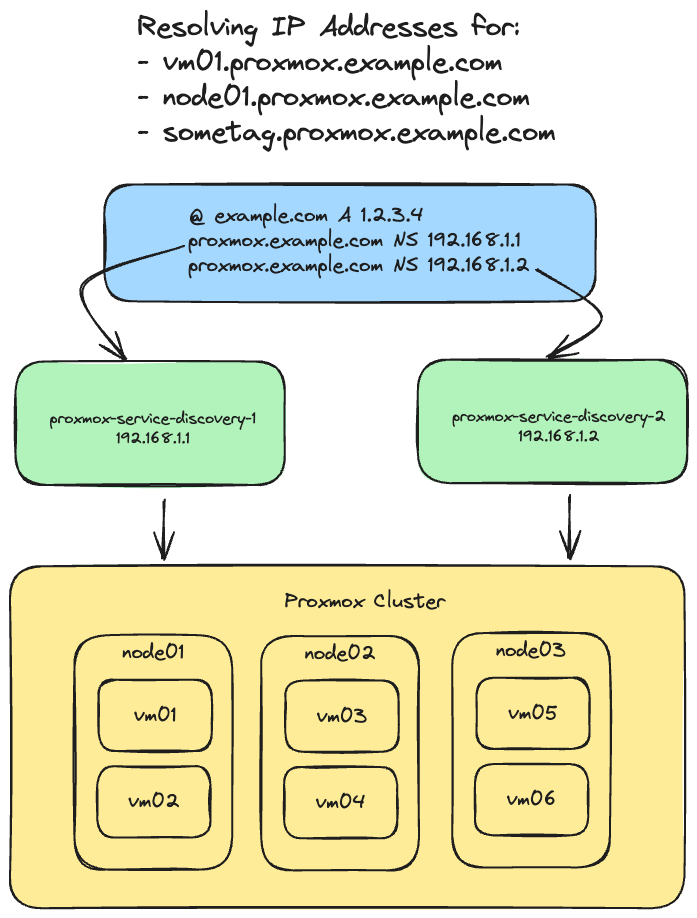 Resolving IP Addresses for:
- vm01.proxmox.example.com
- node01.proxmox.example.com
- sometag.proxmox.example.com
@ example.com A 1.2.3.4
proxmox.example.com NS 192.168.1.1
proxmox.example.com NS 192.168.1.2
proxmox-service-discovery-1
192.168.1.1
proxmox-service-discovery-2
192.168.1.2
Proxmox Cluster
node01
vm01
vm02
node02
vm03
vm04
node03
vm05
vm06